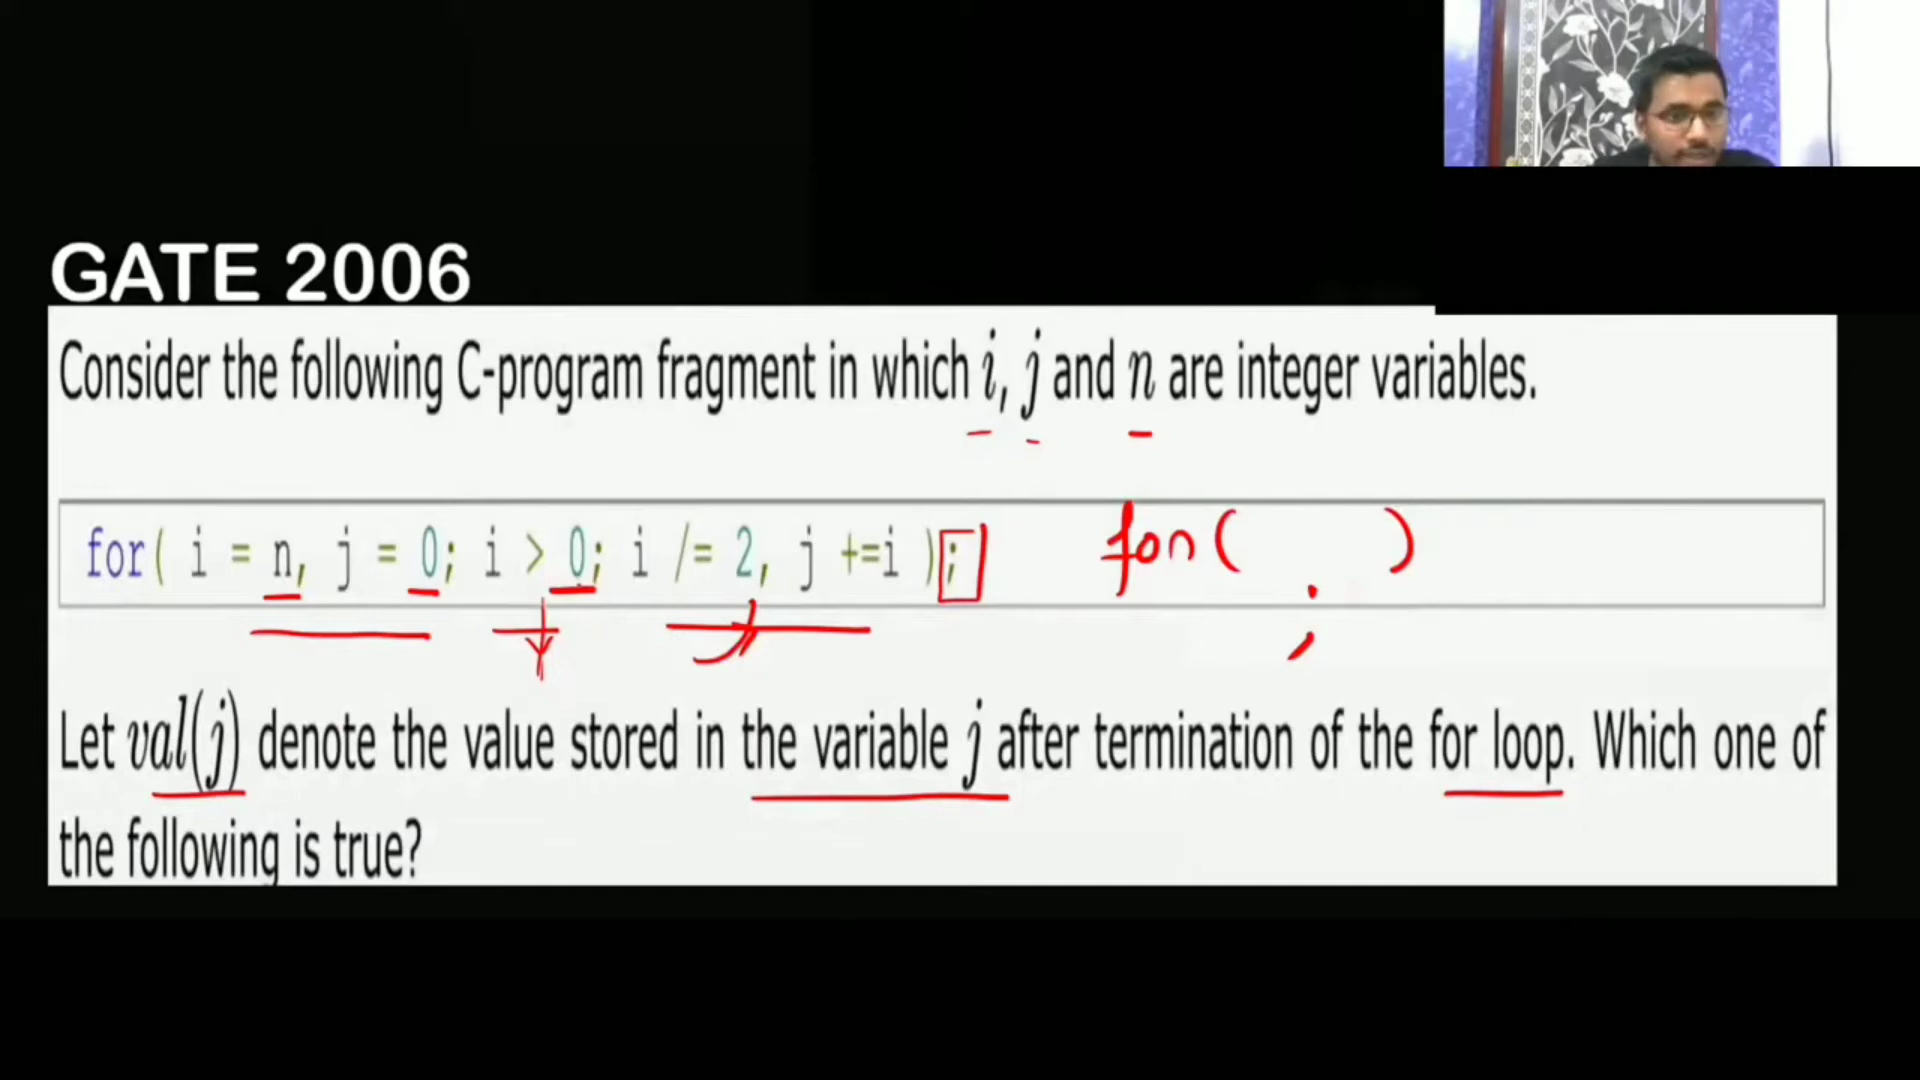 GATE 2006
Consider the following C-program fragment in which i, j and n are integer variables.
for( i = n, j = 0; i > 0; i /= 2, j +=i );
for( )
;
Let val(j) denote the value stored in the variable j after termination of the for loop. Which one of
the following is true?